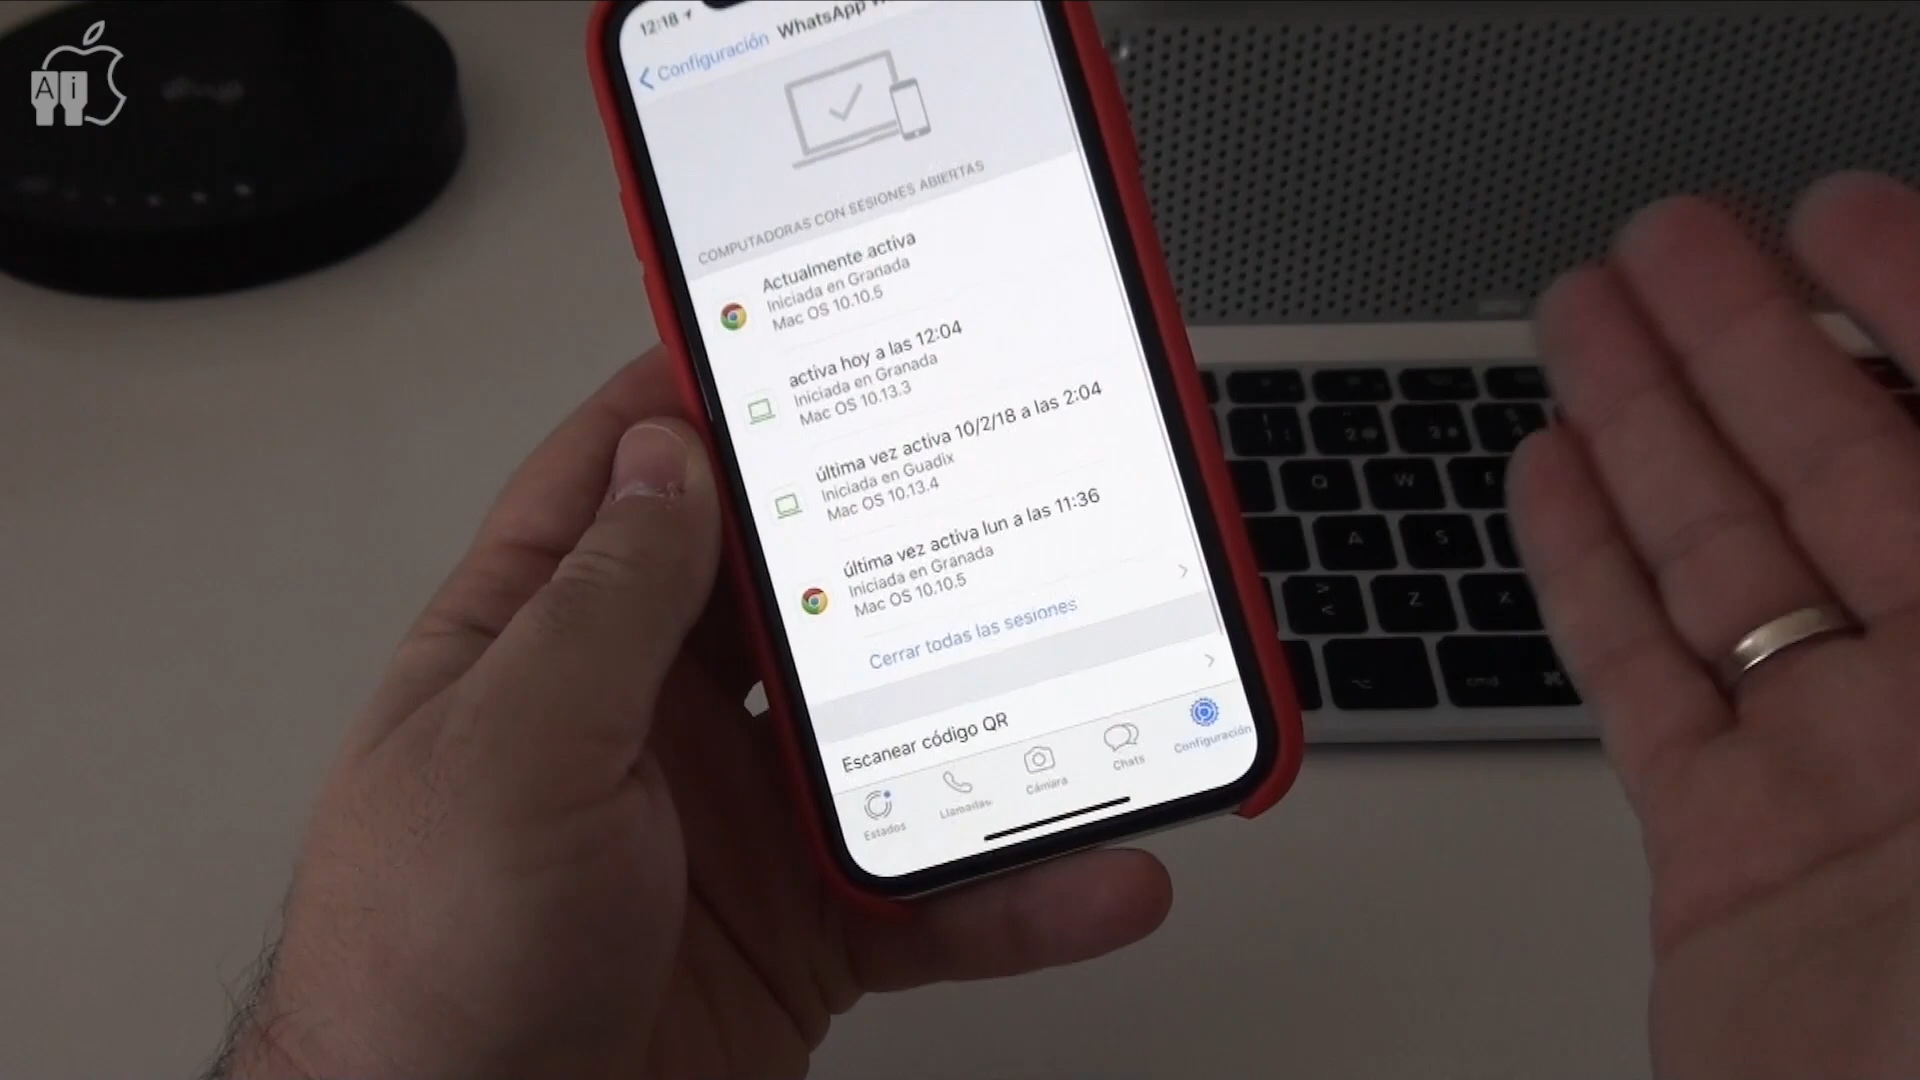 Ai
12:18
Configuración
WhatsApp
COMPUTADORAS CON SESIONES ABIERTAS
Actualmente activa
Iniciada en Granada
Mac OS 10.10.5
activa hoy a las 12:04
Iniciada en Granada
Mac OS 10.13.3
última vez activa 10/2/18 a las 2:04
Iniciada en Guadix
Mac OS 10.13.4
última vez activa lun a las 11:36
Iniciada en Granada
Mac OS 10.10.5
Cerrar todas las sesiones
Escanear código QR
Estados
Llamadas
Cámara
Chats
Configuración
Q
W
A
S
Z
X
cmd